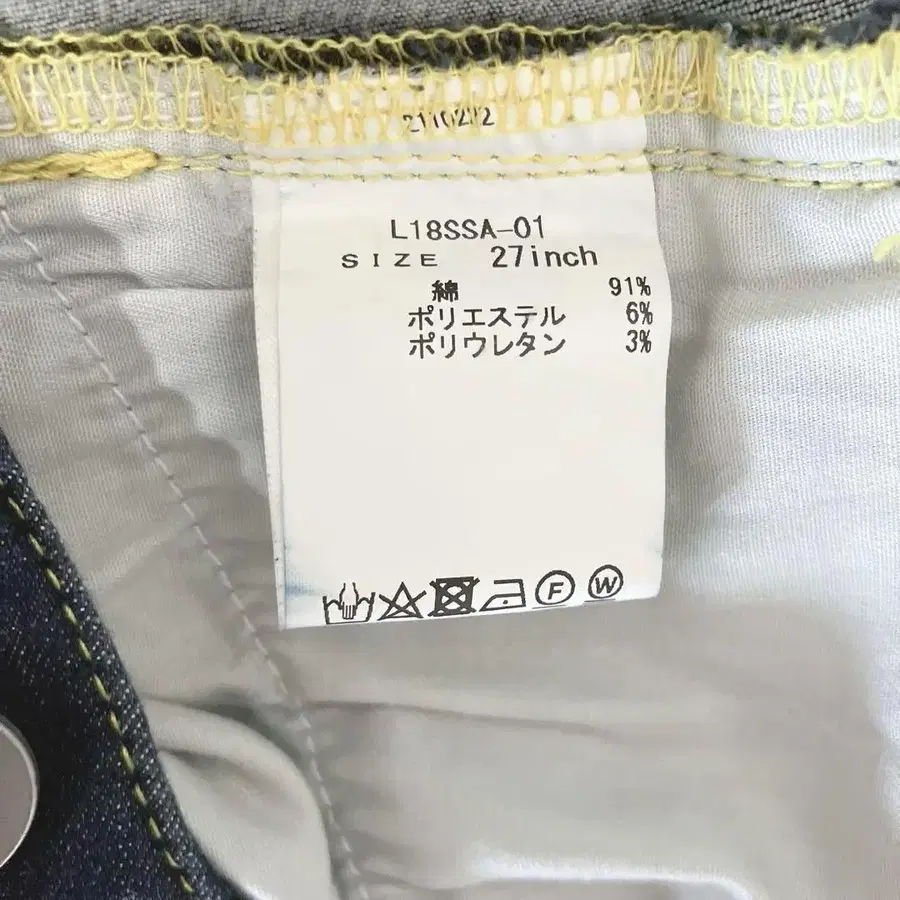 L18SSA-01
SIZE 27inch
綿 91%
ポリエステル 6%
ポリウレタン 3%
F W